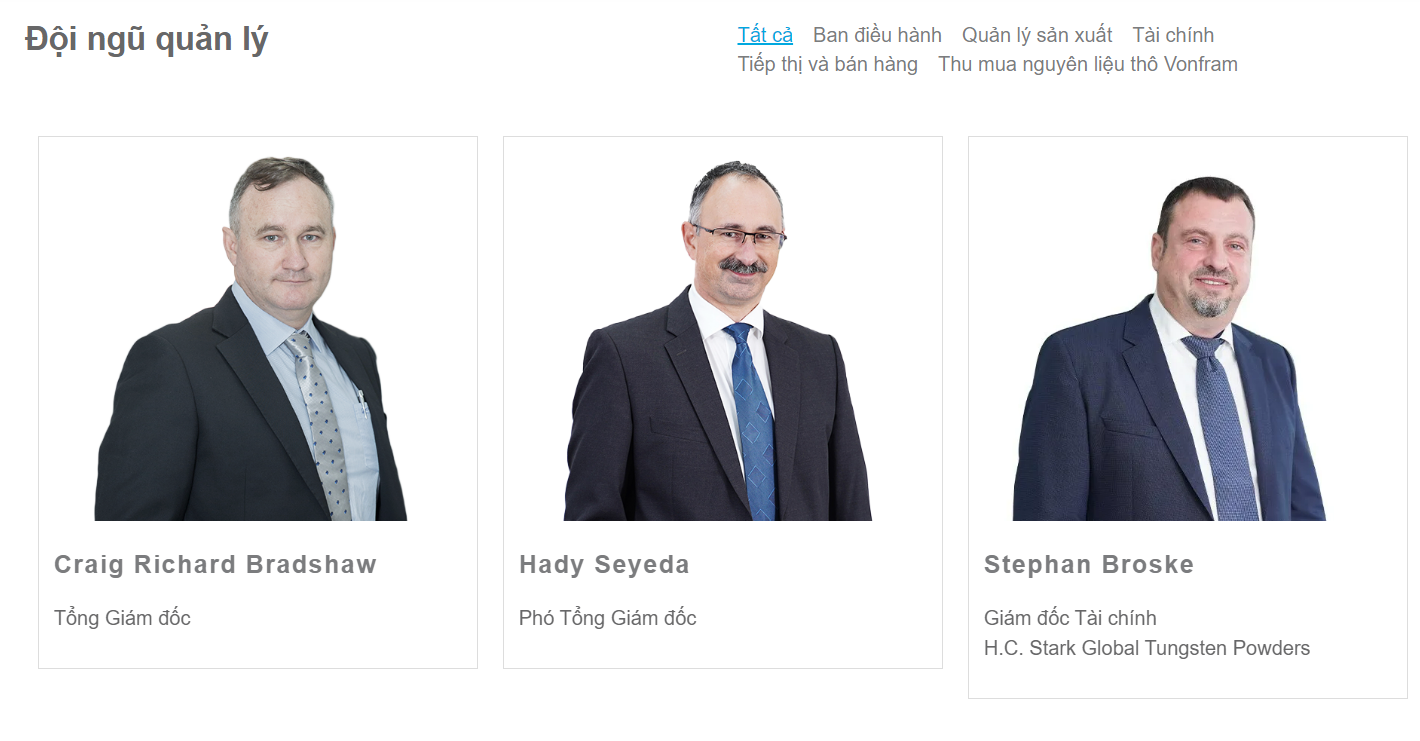 Đội ngũ quản lý
Tất cả Ban điều hành Quản lý sản xuất Tài chính
Tiếp thị và bán hàng Thu mua nguyên liệu thô Vonfram
Craig Richard Bradshaw
Tổng Giám đốc
Hady Seyeda
Phó Tổng Giám đốc
Stephan Broske
Giám đốc Tài chính
H.C. Stark Global Tungsten Powders